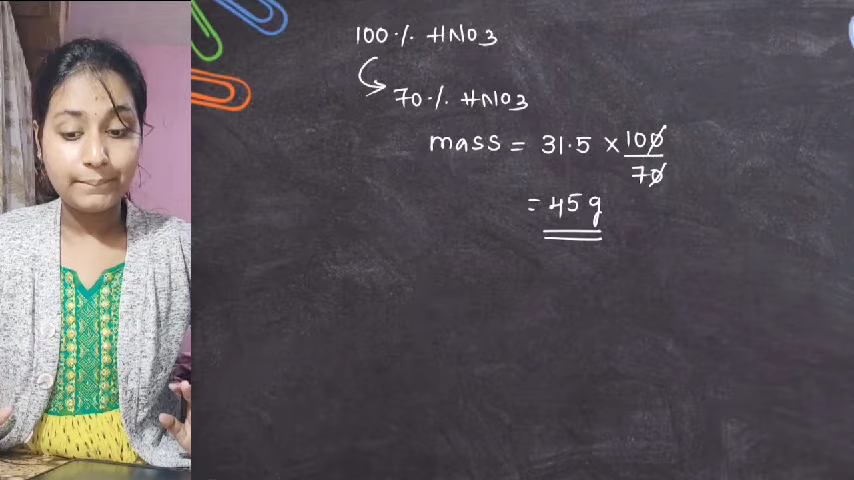 100 % HNO3
70 % HNO3
mass = 31.5 × 100/70
= 45 g